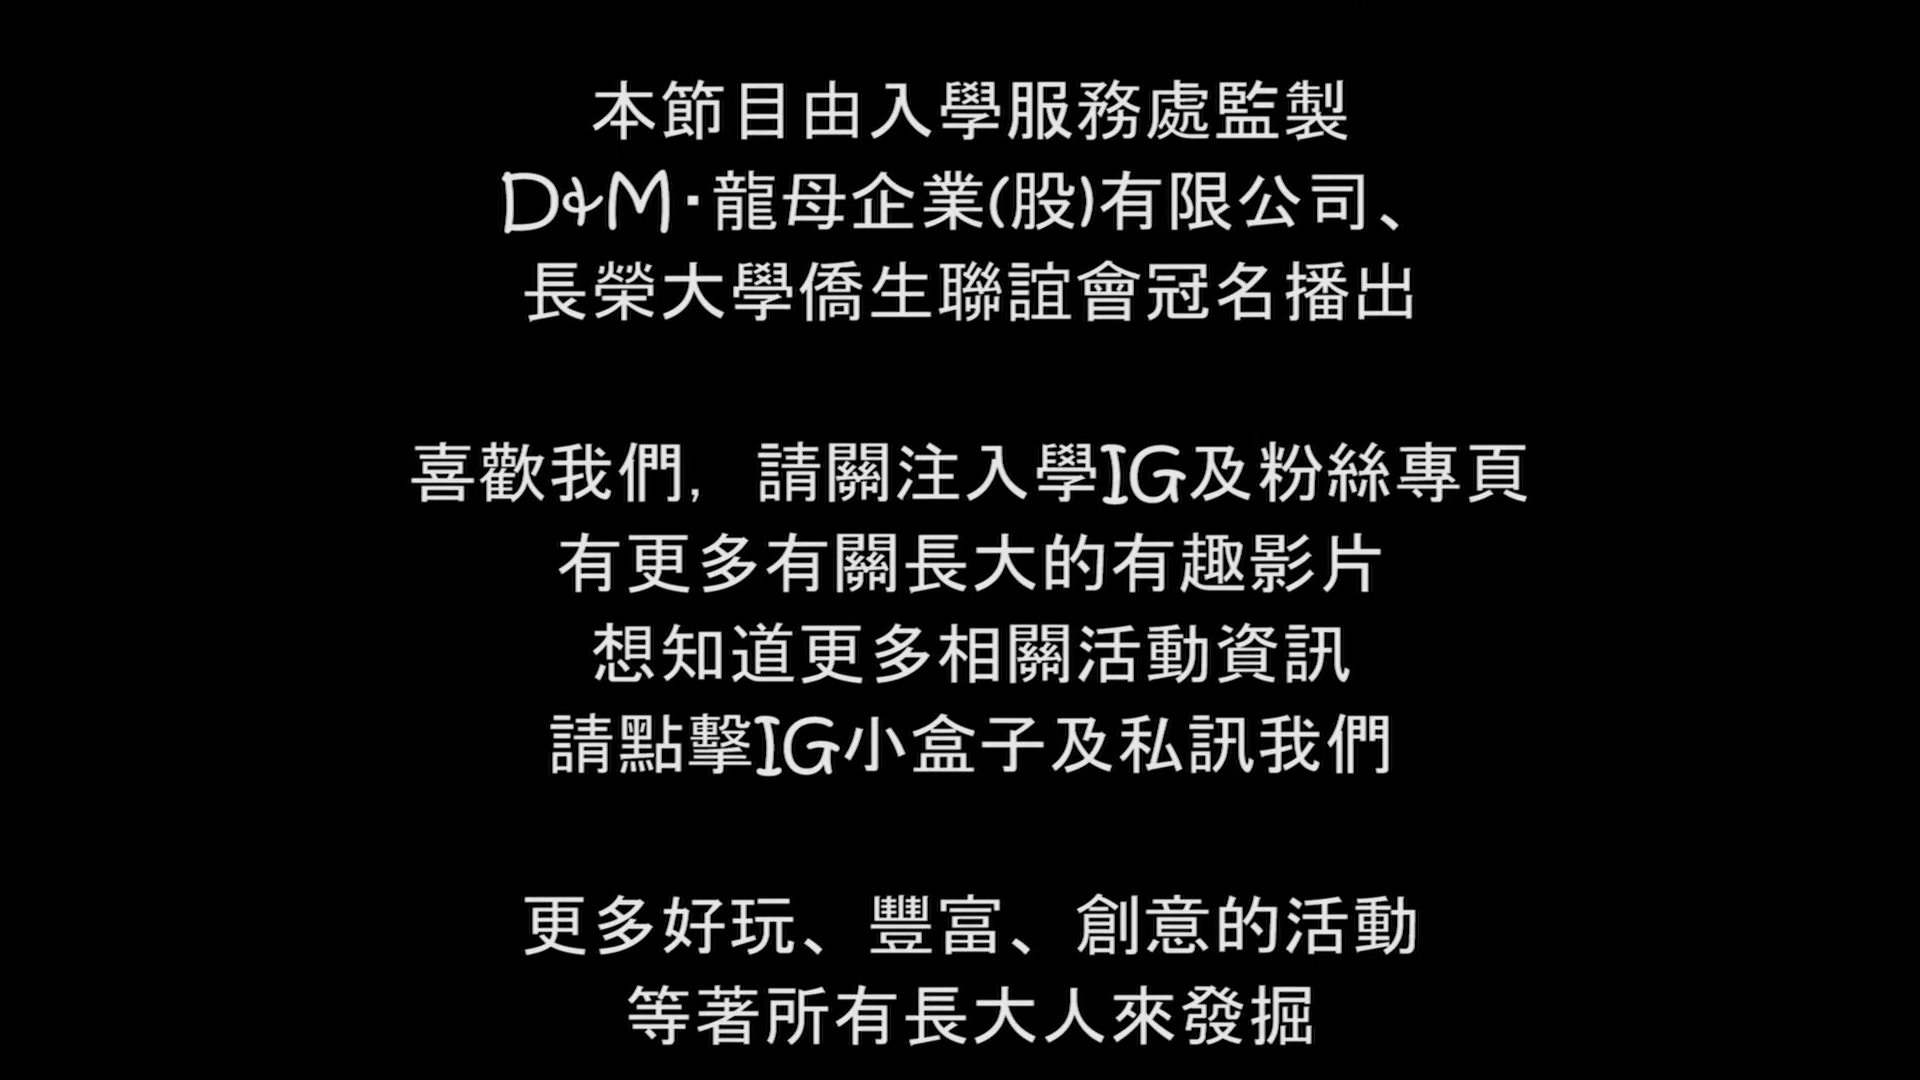 本節目由入學服務處監製
D&M·龍母企業(股)有限公司、
長榮大學僑生聯誼會冠名播出
喜歡我們，請關注入學IG及粉絲專頁
有更多有關長大的有趣影片
想知道更多相關活動資訊
請點擊IG小盒子及私訊我們
更多好玩、豐富、創意的活動
等著所有長大人來發掘